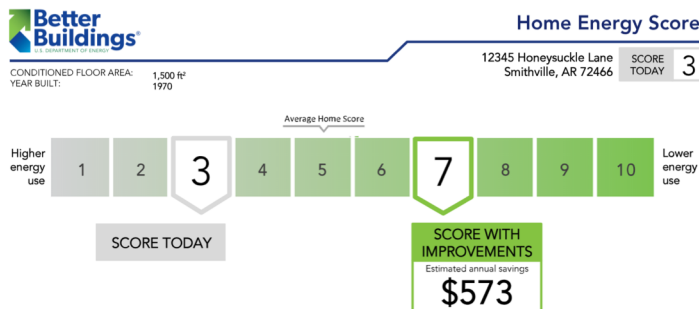 Better
Buildings®
U.S. DEPARTMENT OF ENERGY
Home Energy Score
12345 Honeysuckle Lane
Smithville, AR 72466
SCORE
TODAY
3
CONDITIONED FLOOR AREA: 1,500 ft²
YEAR BUILT: 1970
Average Home Score
Higher
energy
use
1 2 3 4 5 6 7 8 9 10
Lower
energy
use
SCORE TODAY
SCORE WITH
IMPROVEMENTS
Estimated annual savings
$573